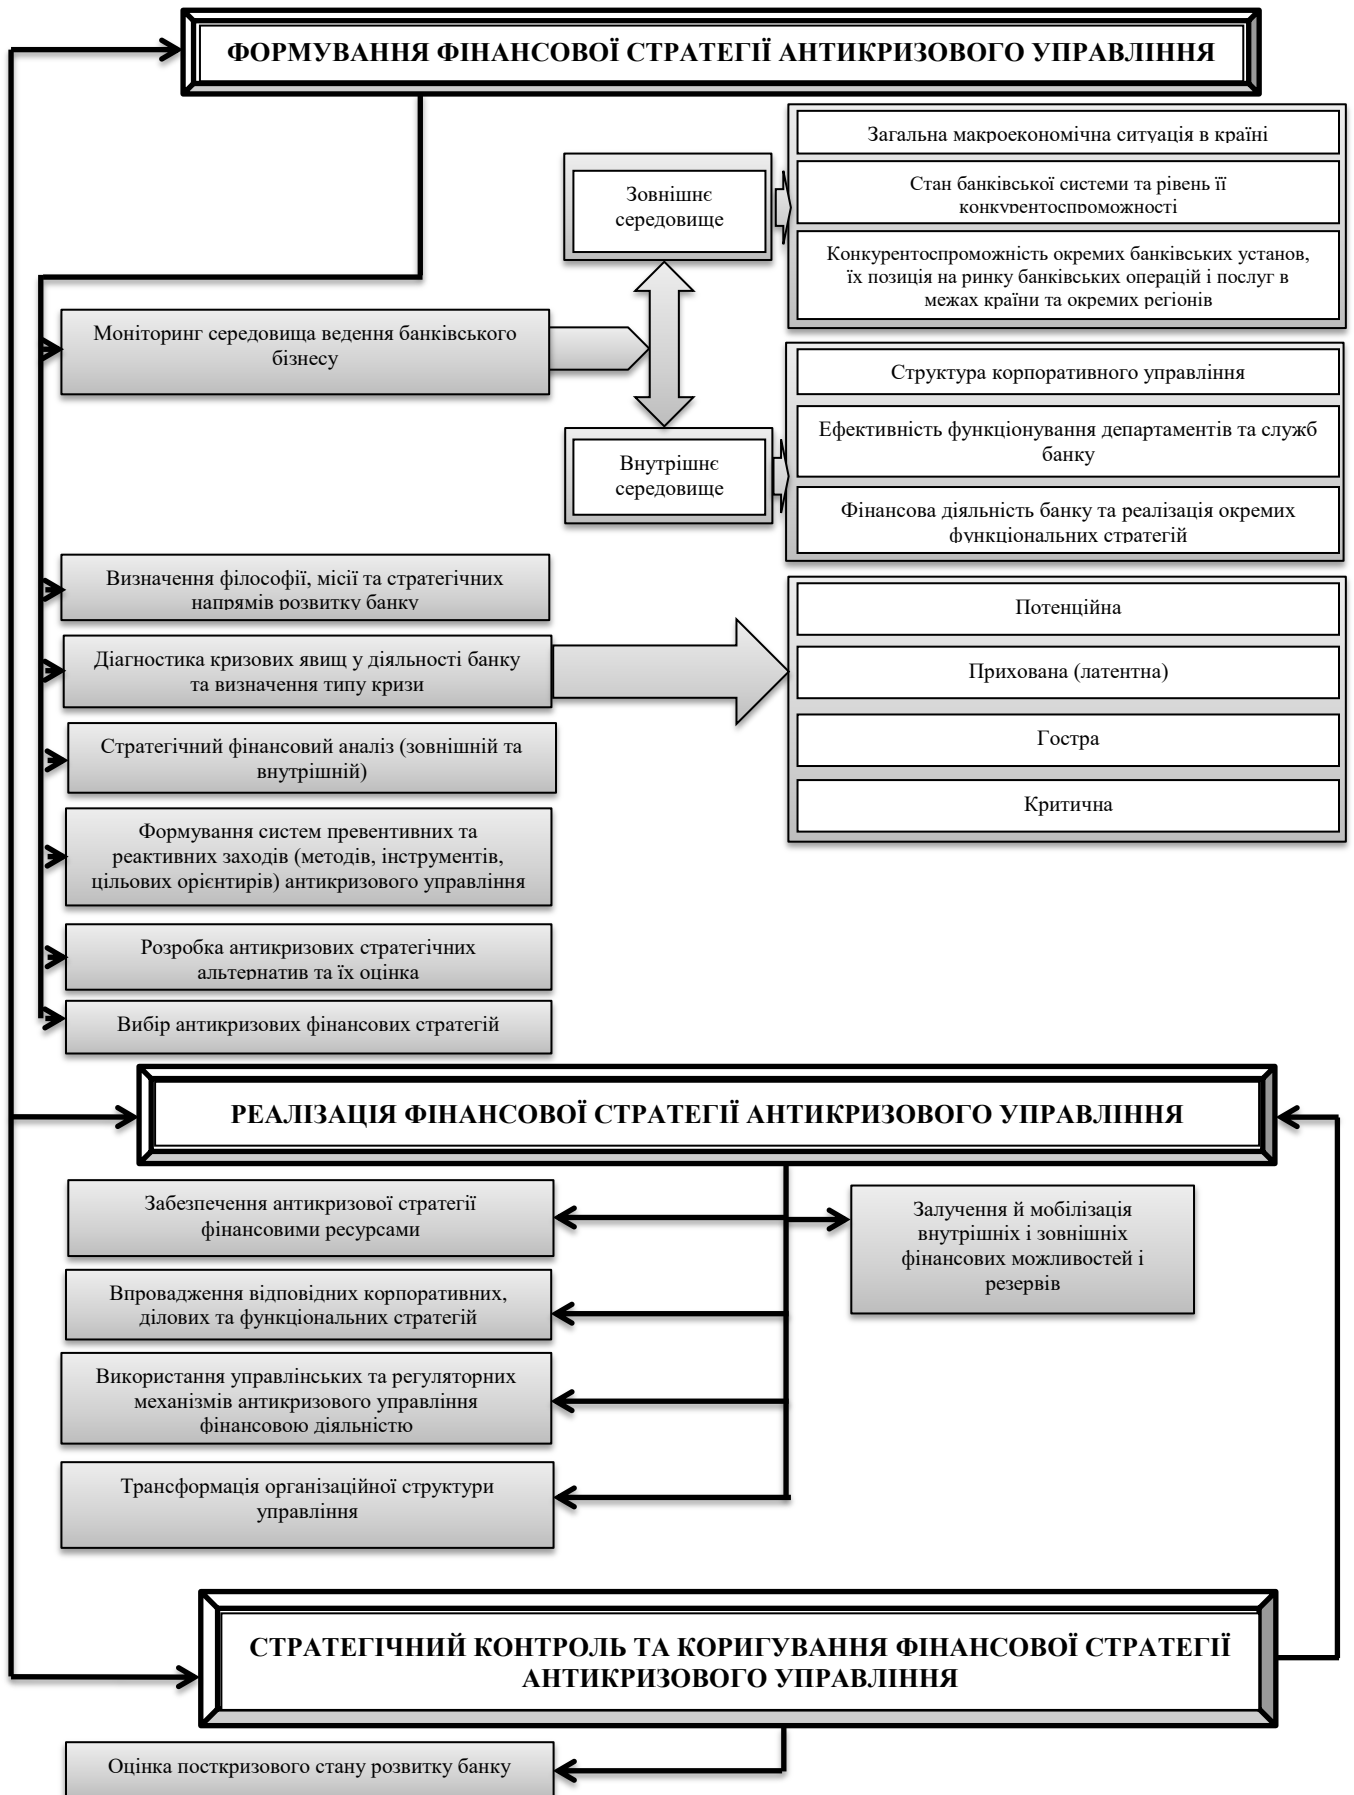 ФОРМУВАННЯ ФІНАНСОВОЇ СТРАТЕГІЇ АНТИКРИЗОВОГО УПРАВЛІННЯ
Загальна макроекономічна ситуація в країні
Зовнішнє
середовище
Стан банківської системи та рівень її
конкурентоспроможності
Конкурентоспроможність окремих банківських установ,
їх позиція на ринку банківських операцій і послуг в
межах країни та окремих регіонів
Моніторинг середовища ведення банківського
бізнесу
Структура корпоративного управління
Ефективність функціонування департаментів та служб
банку
Внутрішнє
середовище
Фінансова діяльність банку та реалізація окремих
функціональних стратегій
Визначення філософії, місії та стратегічних
напрямів розвитку банку
Потенційна
Діагностика кризових явищ у діяльності банку
та визначення типу кризи
Прихована (латентна)
Гостра
Критична
Стратегічний фінансовий аналіз (зовнішній та
внутрішній)
Формування систем превентивних та
реактивних заходів (методів, інструментів,
цільових орієнтирів) антикризового управління
Розробка антикризових стратегічних
альтернатив та їх оцінка
Вибір антикризових фінансових стратегій
РЕАЛІЗАЦІЯ ФІНАНСОВОЇ СТРАТЕГІЇ АНТИКРИЗОВОГО УПРАВЛІННЯ
Забезпечення антикризової стратегії
фінансовими ресурсами
Залучення й мобілізація
внутрішніх і зовнішніх
фінансових можливостей і
резервів
Впровадження відповідних корпоративних,
ділових та функціональних стратегій
Використання управлінських та регуляторних
механізмів антикризового управління
фінансовою діяльністю
Трансформація організаційної структури
управління
СТРАТЕГІЧНИЙ КОНТРОЛЬ ТА КОРИГУВАННЯ ФІНАНСОВОЇ СТРАТЕГІЇ
АНТИКРИЗОВОГО УПРАВЛІННЯ
Оцінка посткризового стану розвитку банку